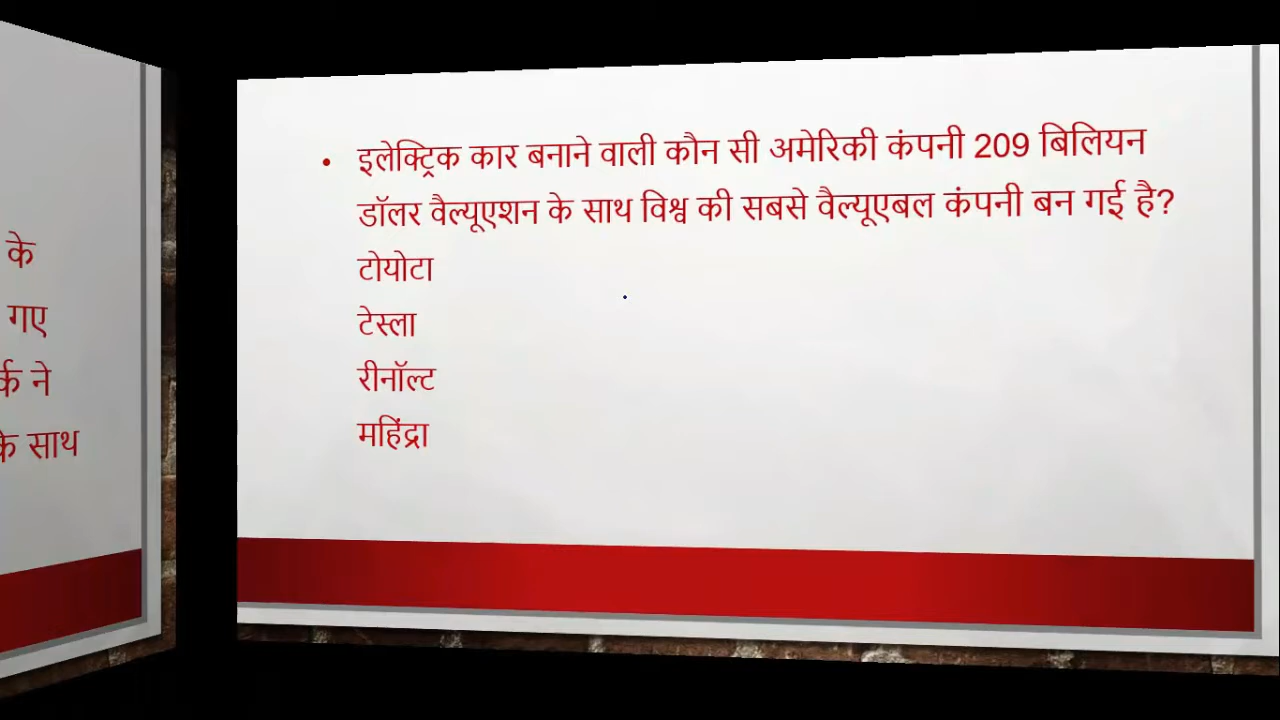 के
गए
र्क ने
के साथ
• इलेक्ट्रिक कार बनाने वाली कौन सी अमेरिकी कंपनी 209 बिलियन
डॉलर वैल्यूएशन के साथ विश्व की सबसे वैल्यूएबल कंपनी बन गई है?
टोयोटा
टेस्ला
रीनॉल्ट
महिंद्रा